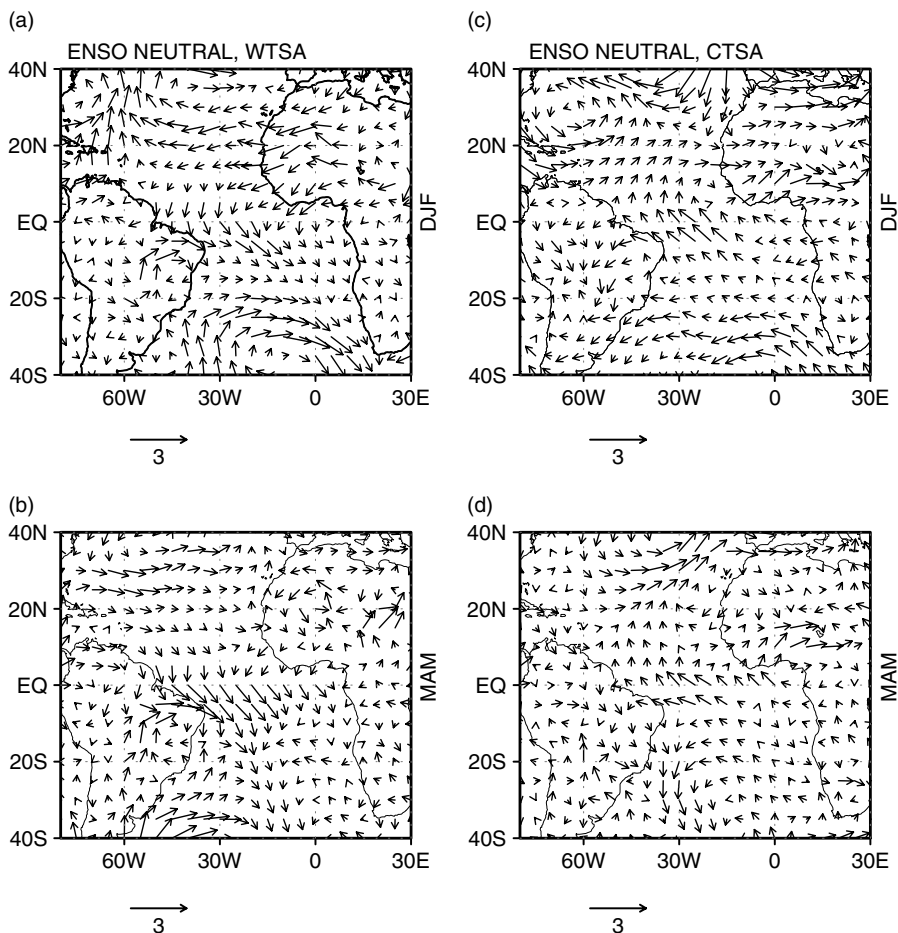 (a)
ENSO NEUTRAL, WTSA
40N
20N
EQ
20S
40S
60W 30W 0 30E
DJF
3
(c)
ENSO NEUTRAL, CTSA
40N
20N
EQ
20S
40S
60W 30W 0 30E
DJF
3
(b)
40N
20N
EQ
20S
40S
60W 30W 0 30E
MAM
3
(d)
40N
20N
EQ
20S
40S
60W 30W 0 30E
MAM
3